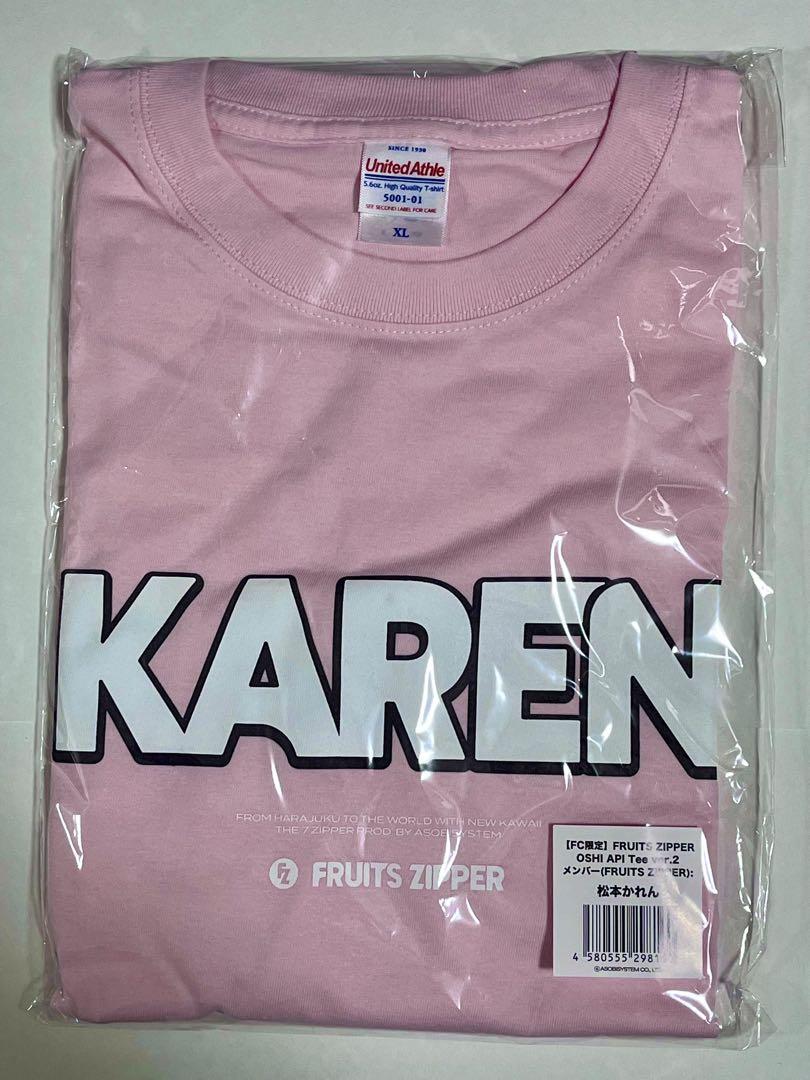 SINCE 1930
United Athle
5.6oz. High Quality T-shirt
5001-01
SEE SECOND LABEL FOR CARE
XL
KAREN
FROM HARAJUKU TO THE WORLD WITH NEW KAWAII
THE 7 ZIPPER PROD BY ASOBISYSTEM
FZ FRUITS ZIPPER
【FC限定】FRUITS ZIPPER
OSHI API Tee ver.2
メンバー(FRUITS ZIPPER):
松本かれん
4 580555
©ASOBISYSTEM CO., LTD.